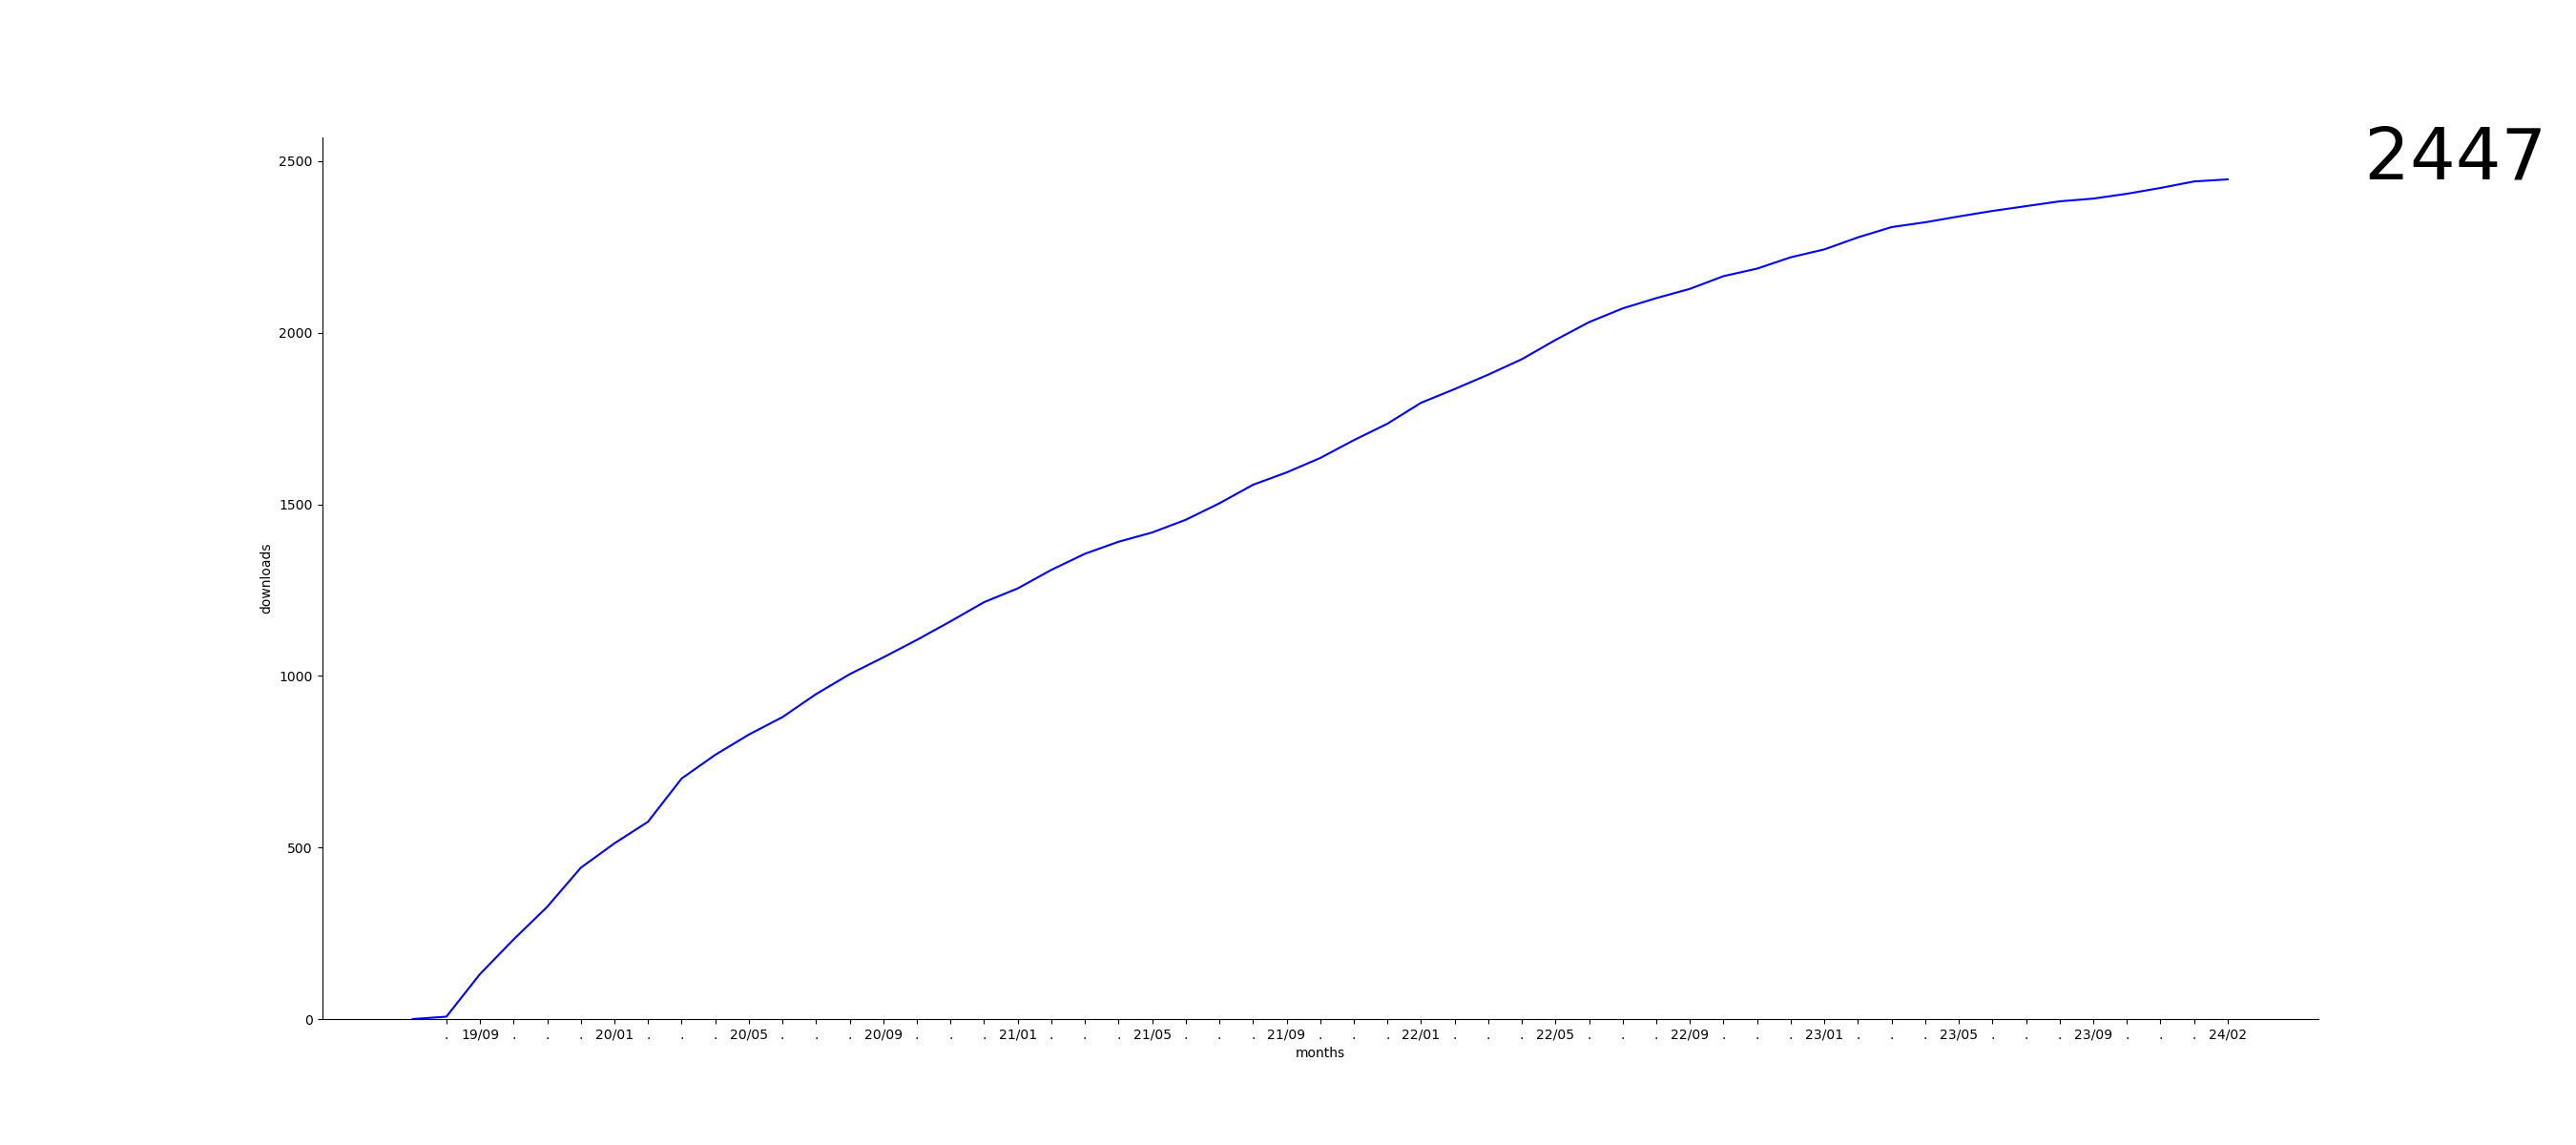 2447
2500
2000
1500
1000
500
0
downloads
. 19/09 . . . 20/01 . . . 20/05 . . . 20/09 . . . 21/01 . . . 21/05 . . . 21/09 . . . 22/01 . . . 22/05 . . . 22/09 . . . 23/01 . . . 23/05 . . . 23/09 . . . 24/02
months